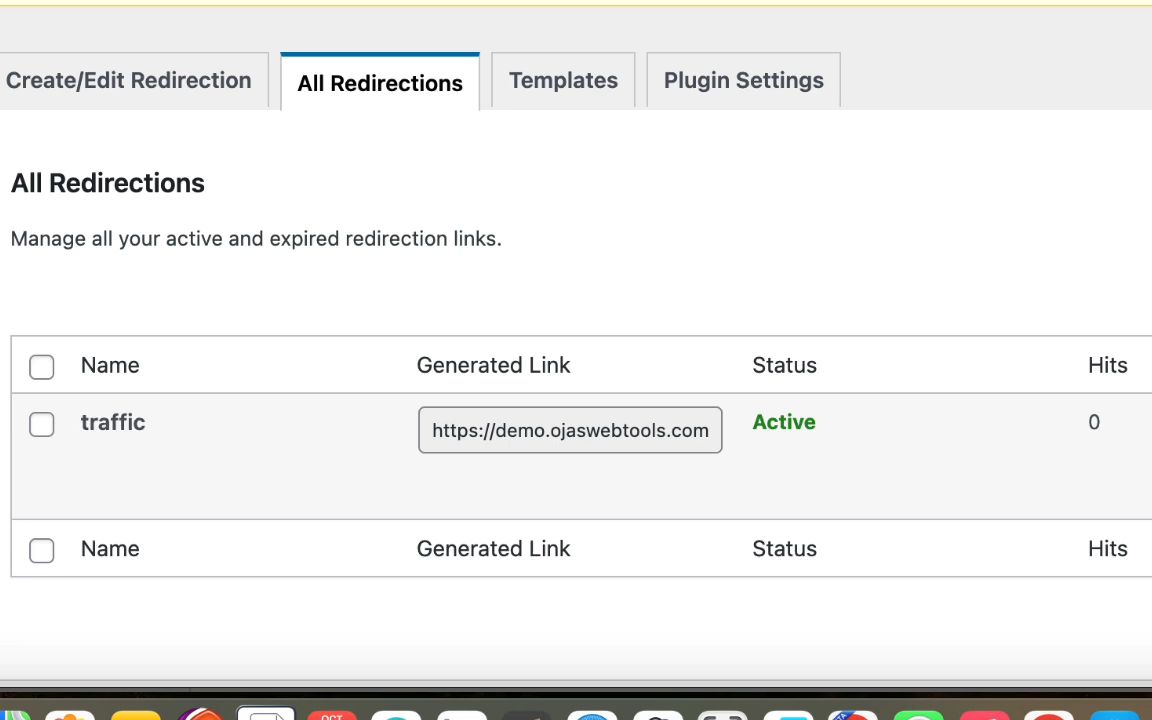 Create/Edit Redirection All Redirections Templates Plugin Settings
All Redirections
Manage all your active and expired redirection links.
Name Generated Link Status Hits
traffic https://demo.ojaswebtools.com Active 0
Name Generated Link Status Hits
OCT